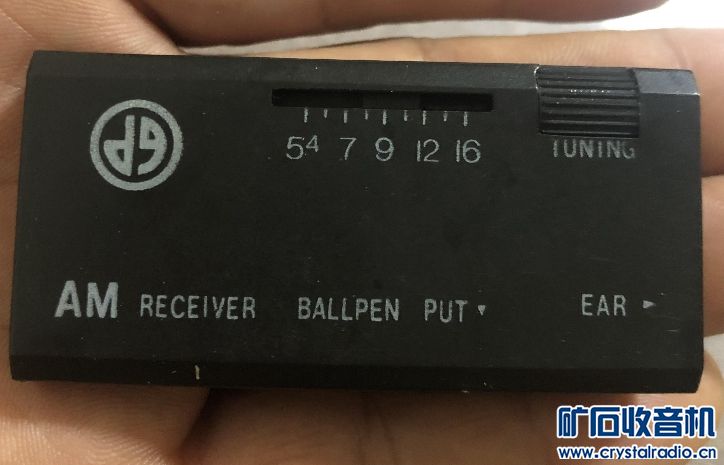 54 7 9 12 16
TUNING
AM RECEIVER BALLPEN PUT ▾ EAR ►
矿石收音机
www.crystalradio.cn